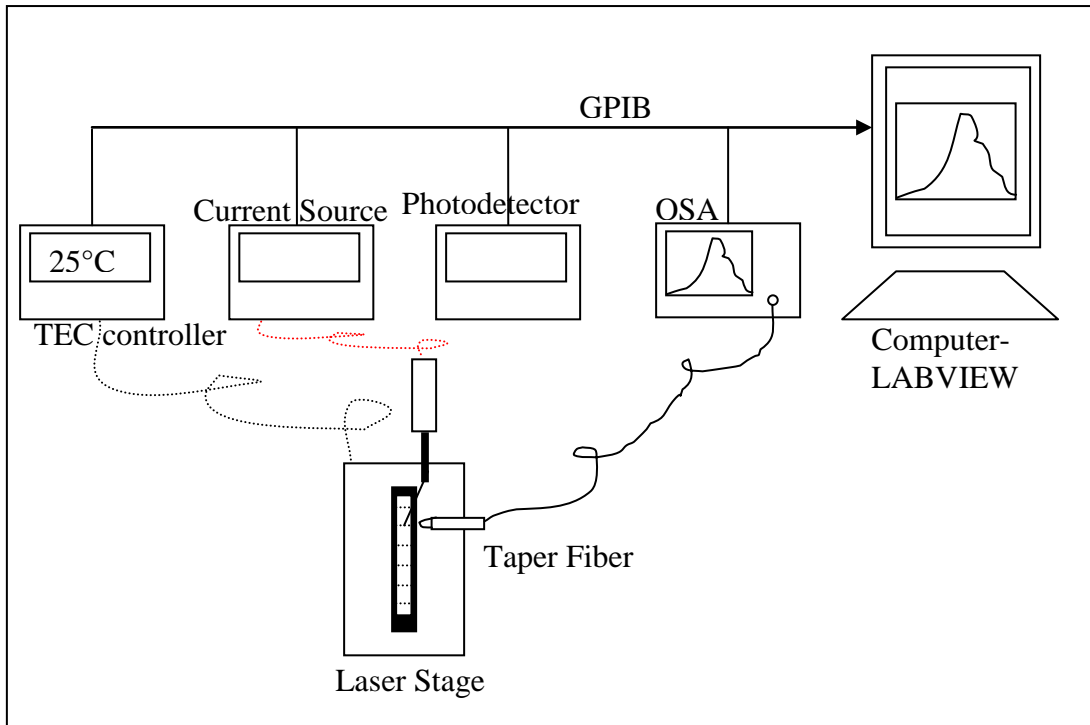 GPIB
Current Source
Photodetector
OSA
25°C
TEC controller
Computer-
LABVIEW
Taper Fiber
Laser Stage